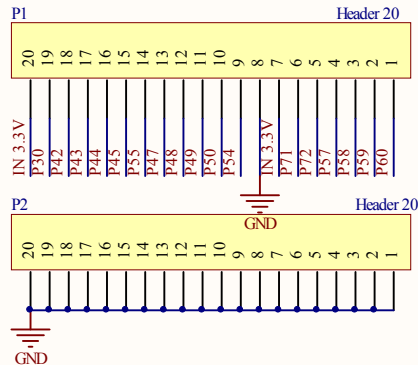 P1 Header 20
20 19 18 17 16 15 14 13 12 11 10 9 8 7 6 5 4 3 2 1
IN 3.3V P30 P42 P43 P44 P45 P55 P47 P48 P49 P50 P54 IN 3.3V P71 P72 P57 P58 P59 P60
GND
P2 Header 20
20 19 18 17 16 15 14 13 12 11 10 9 8 7 6 5 4 3 2 1
GND